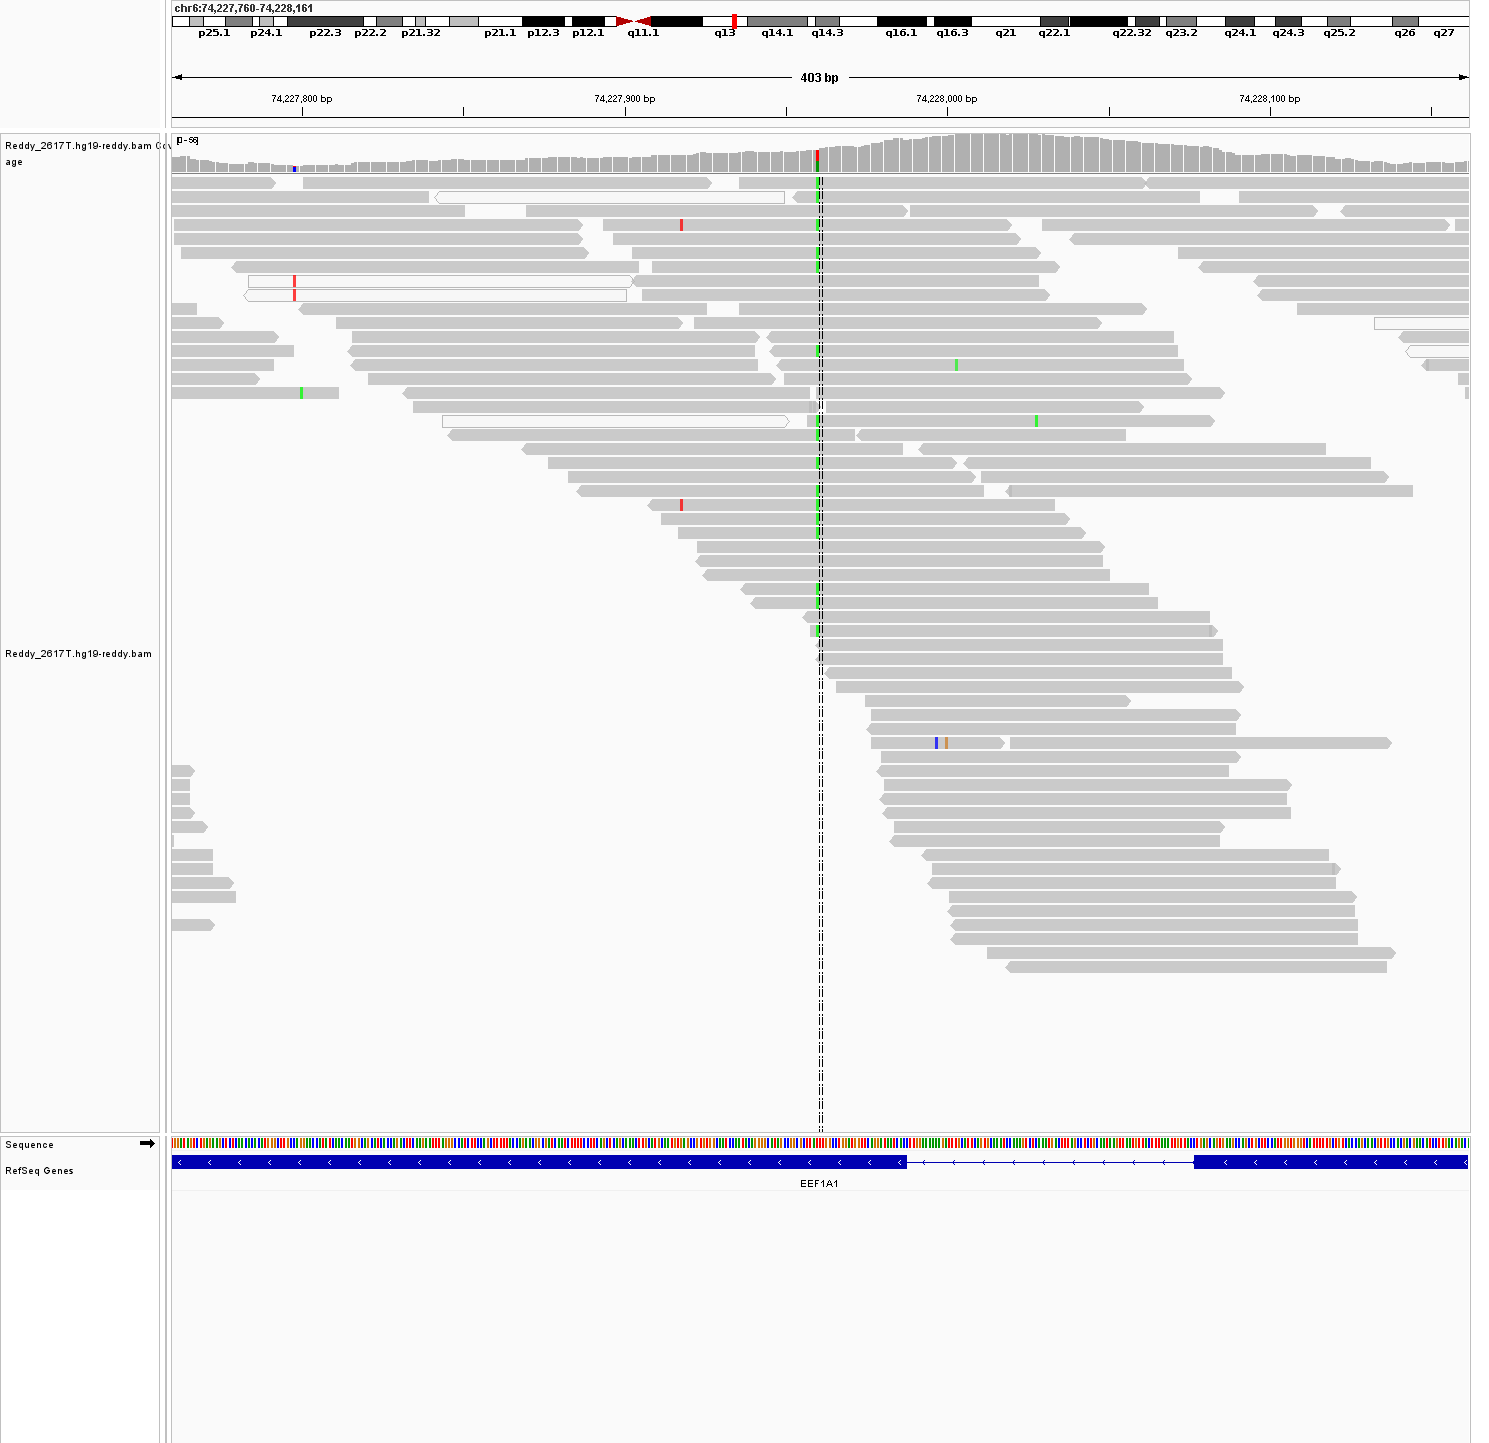 chr6:74,227,760-74,228,161
p25.1 p24.1 p22.3 p22.2 p21.32 p21.1 p12.3 p12.1 q11.1 q13 q14.1 q14.3 q16.1 q16.3 q21 q22.1 q22.32 q23.2 q24.1 q24.3 q25.2 q26 q27
403 bp
74,227,800 bp 74,227,900 bp 74,228,000 bp 74,228,100 bp
Reddy_2617T.hg19-reddy.bam Cov
age
[0-56]
Reddy_2617T.hg19-reddy.bam
Sequence
RefSeq Genes
EEF1A1